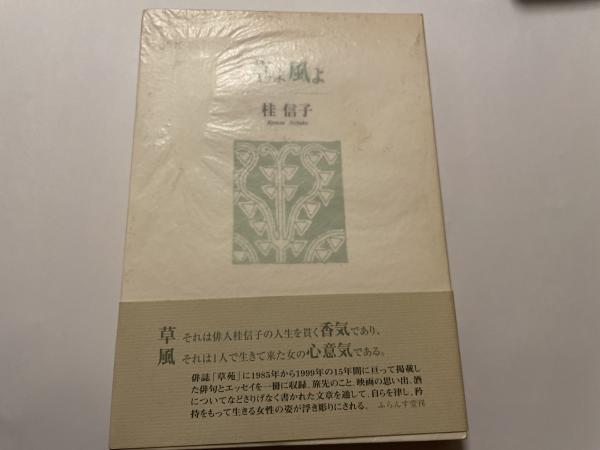 草よ風よ
桂 信子
Katsura Nobuko
草 それは俳人桂信子の人生を貫く香気であり、
風 それは1人で生きて来た女の心意気である。
俳誌「草苑」に1985年から1999年の15年間に亘って掲載し
た俳句とエッセイを一冊に収録。旅先のこと、映画の思い出、酒
についてなどさりげなく書かれた文章を通して、自らを律し、矜
持をもって生きる女性の姿が浮き彫りにされる。 ふらんす堂刊